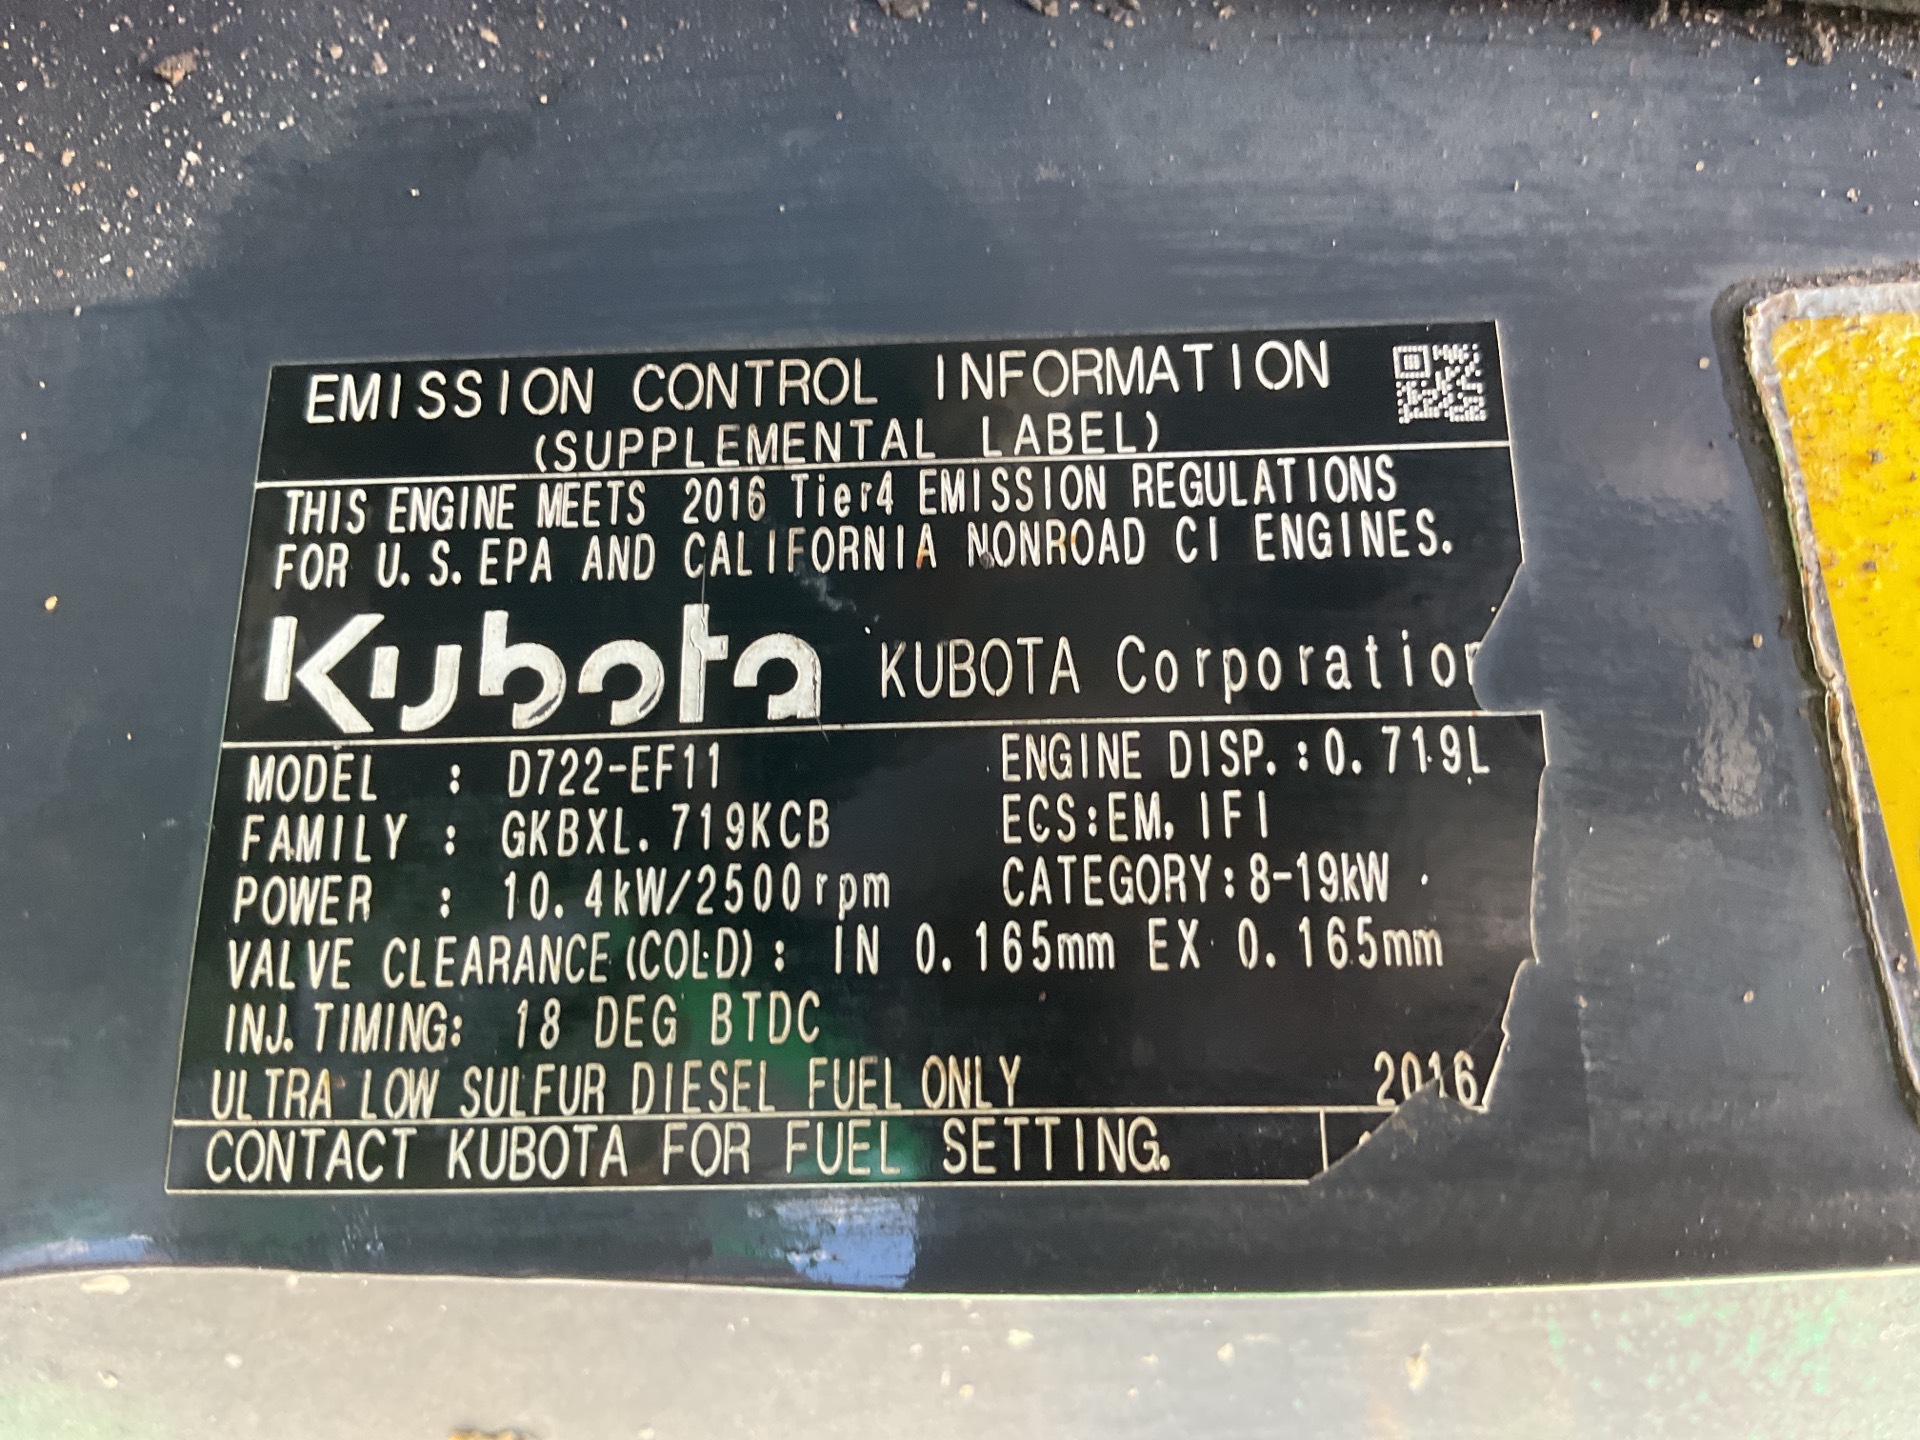 EMISSION CONTROL INFORMATION
(SUPPLEMENTAL LABEL)
THIS ENGINE MEETS 2016 Tier4 EMISSION REGULATIONS
FOR U.S.EPA AND CALIFORNIA NONROAD CI ENGINES.
Kubota KUBOTA Corporation
MODEL : D722-EF11 ENGINE DISP.:0.719L
FAMILY : GKBXL.719KCB ECS:EM, IFI
POWER : 10.4kW/2500rpm CATEGORY:8-19kW
VALVE CLEARANCE(COLD): IN 0.165mm EX 0.165mm
INJ.TIMING: 18 DEG BTDC
ULTRA LOW SULFUR DIESEL FUEL ONLY 2016
CONTACT KUBOTA FOR FUEL SETTING.